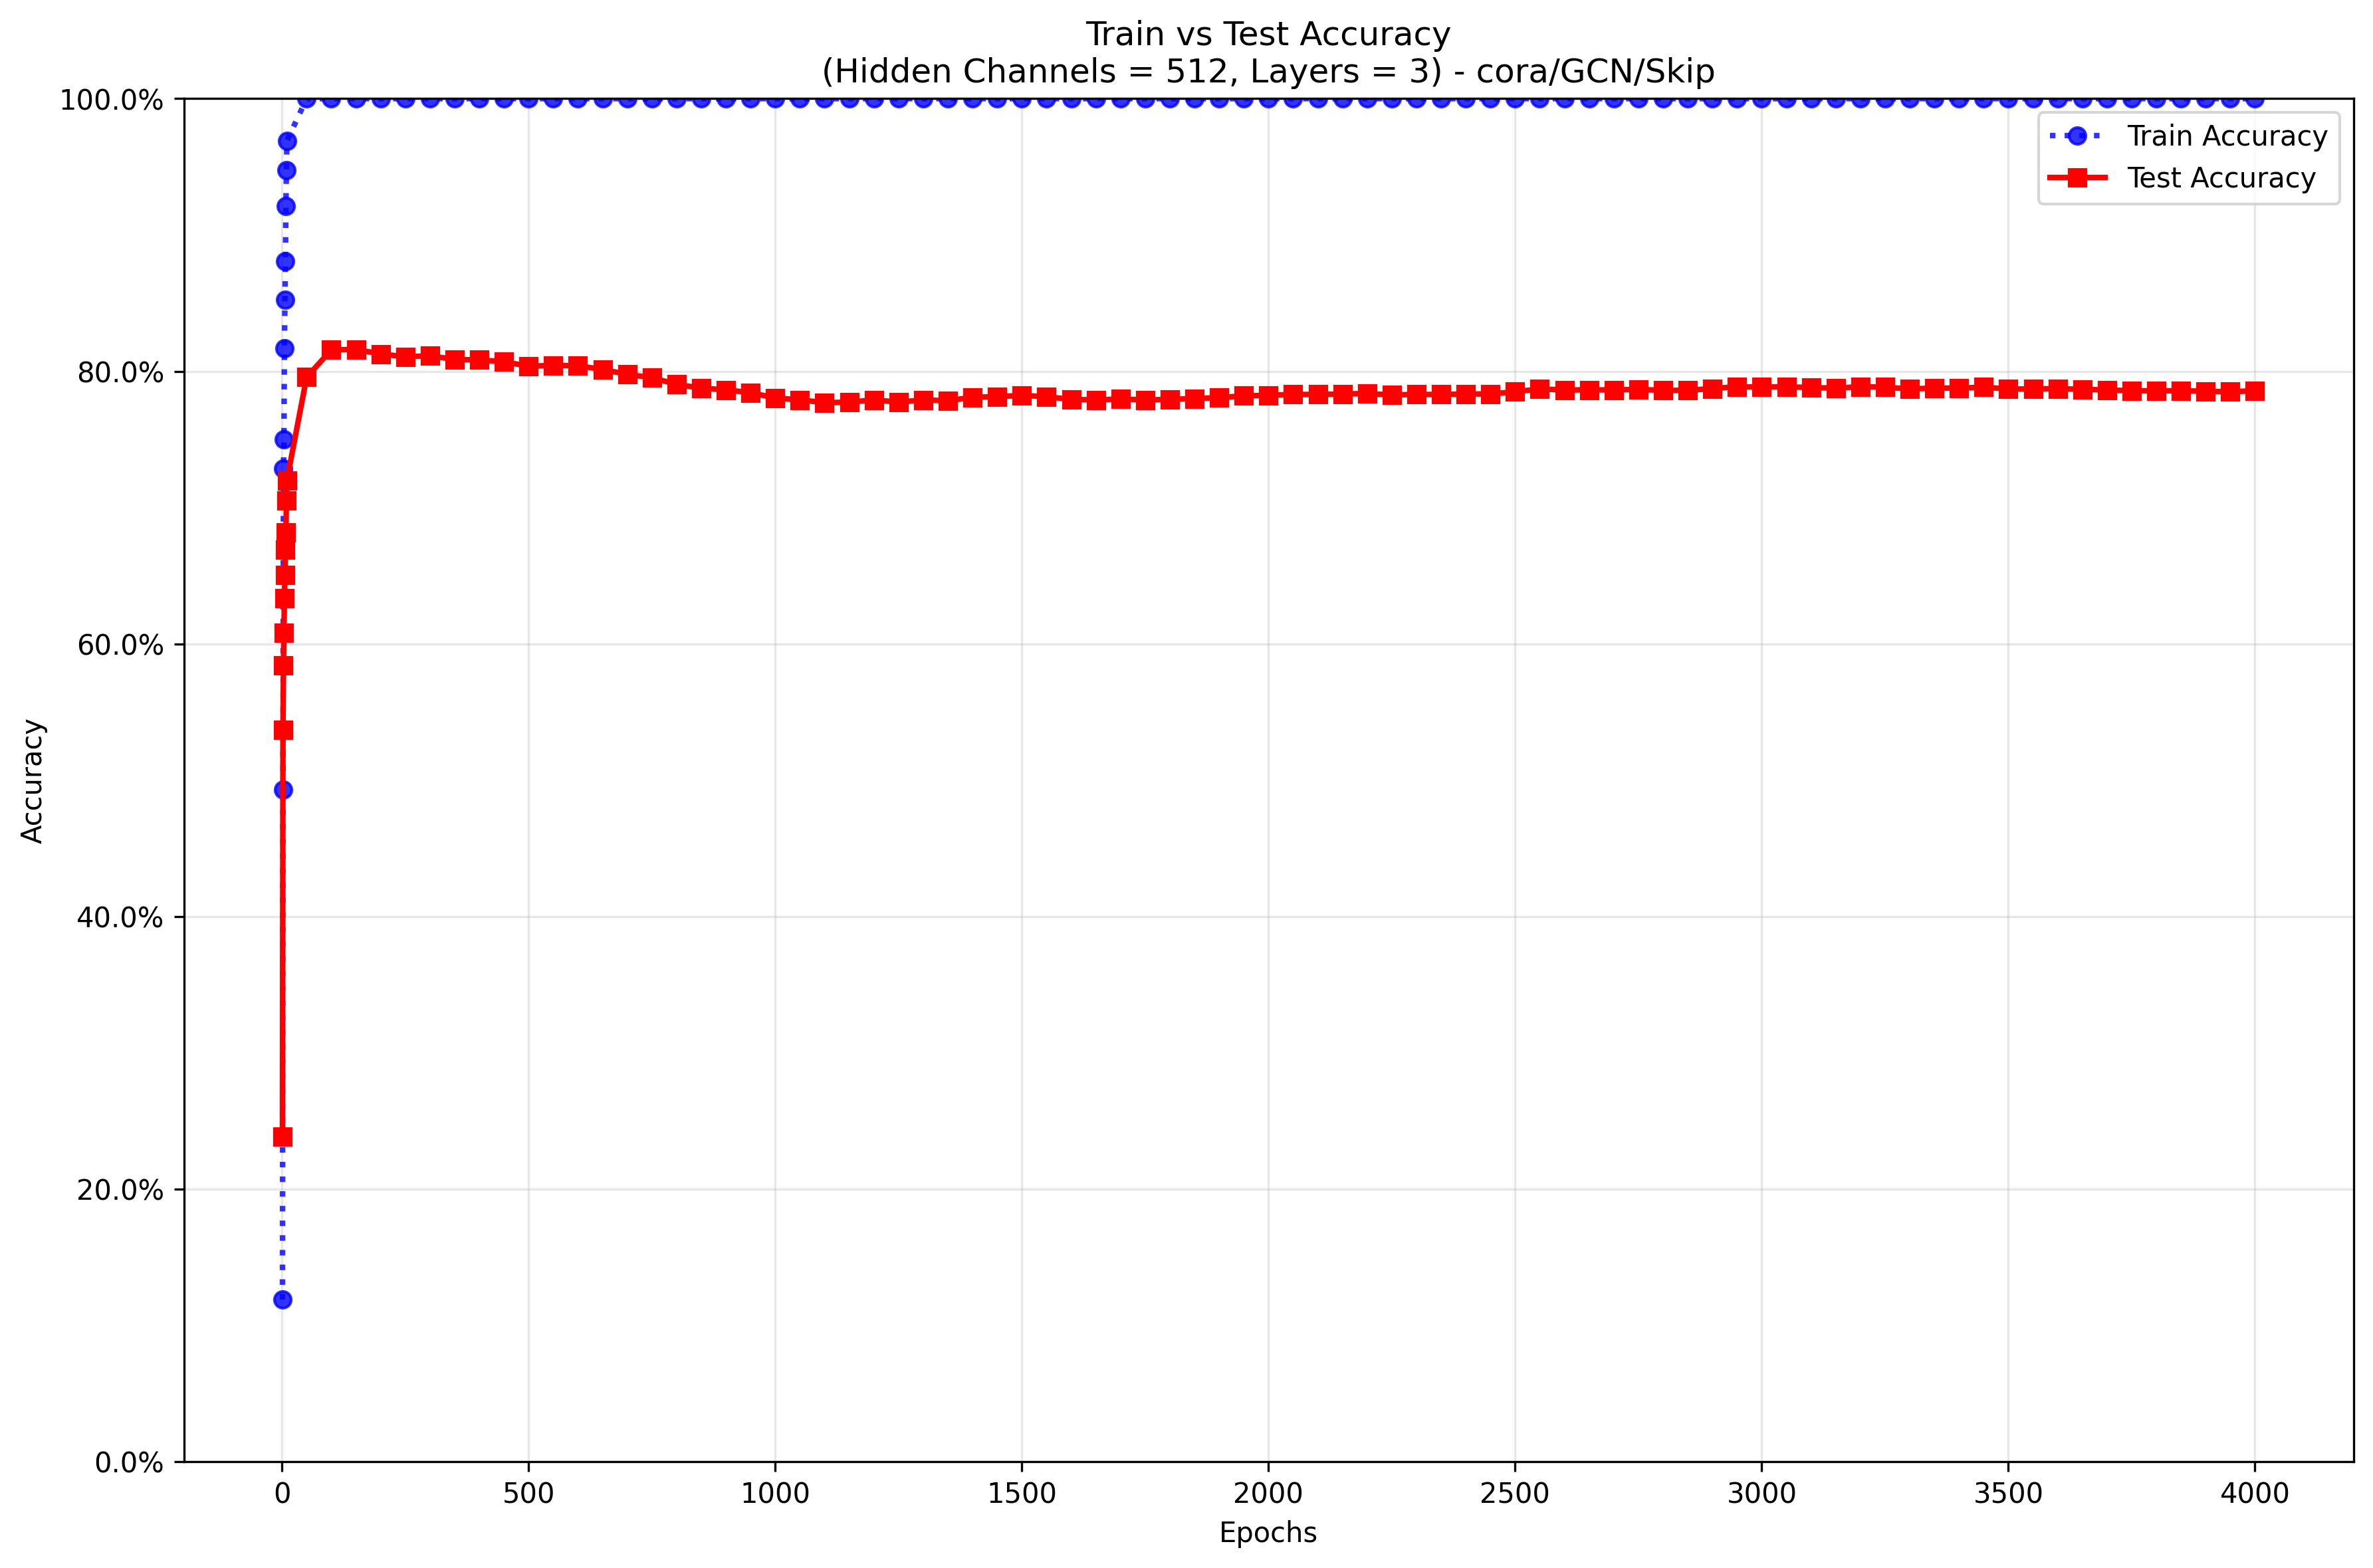 Train vs Test Accuracy
(Hidden Channels = 512, Layers = 3) - cora/GCN/Skip
100.0%
80.0%
60.0%
40.0%
20.0%
0.0%
Accuracy
Train Accuracy
Test Accuracy
0 500 1000 1500 2000 2500 3000 3500 4000
Epochs